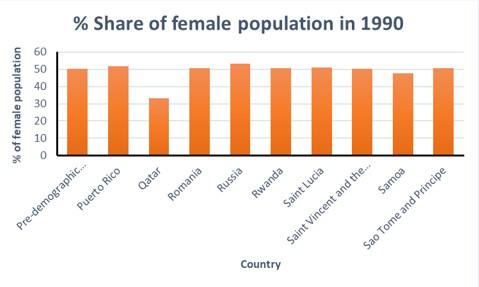 % Share of female population in 1990
% of female population
60
50
40
30
20
10
0
Pre-demographic...
Puerto Rico
Qatar
Romania
Russia
Rwanda
Saint Lucia
Saint Vincent and the...
Samoa
Sao Tome and Principe
Country